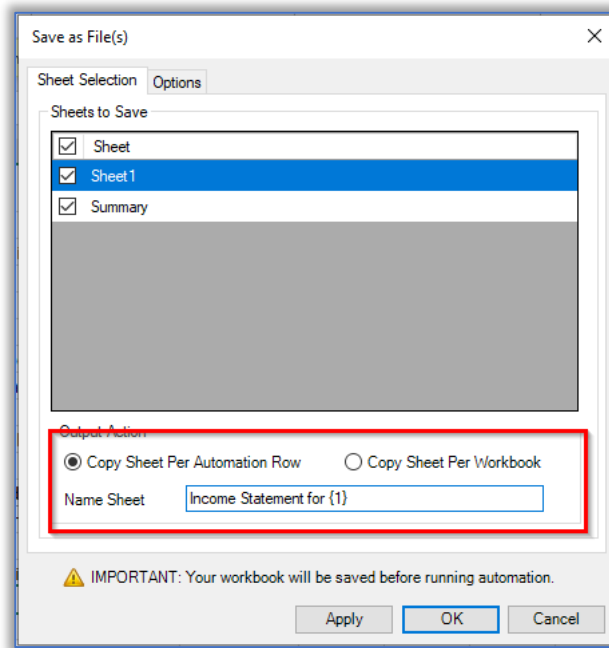 Save as File(s)
Sheet Selection Options
Sheets to Save
Sheet
Sheet1
Summary
Output Action
Copy Sheet Per Automation Row Copy Sheet Per Workbook
Name Sheet Income Statement for {1}
IMPORTANT: Your workbook will be saved before running automation.
Apply OK Cancel